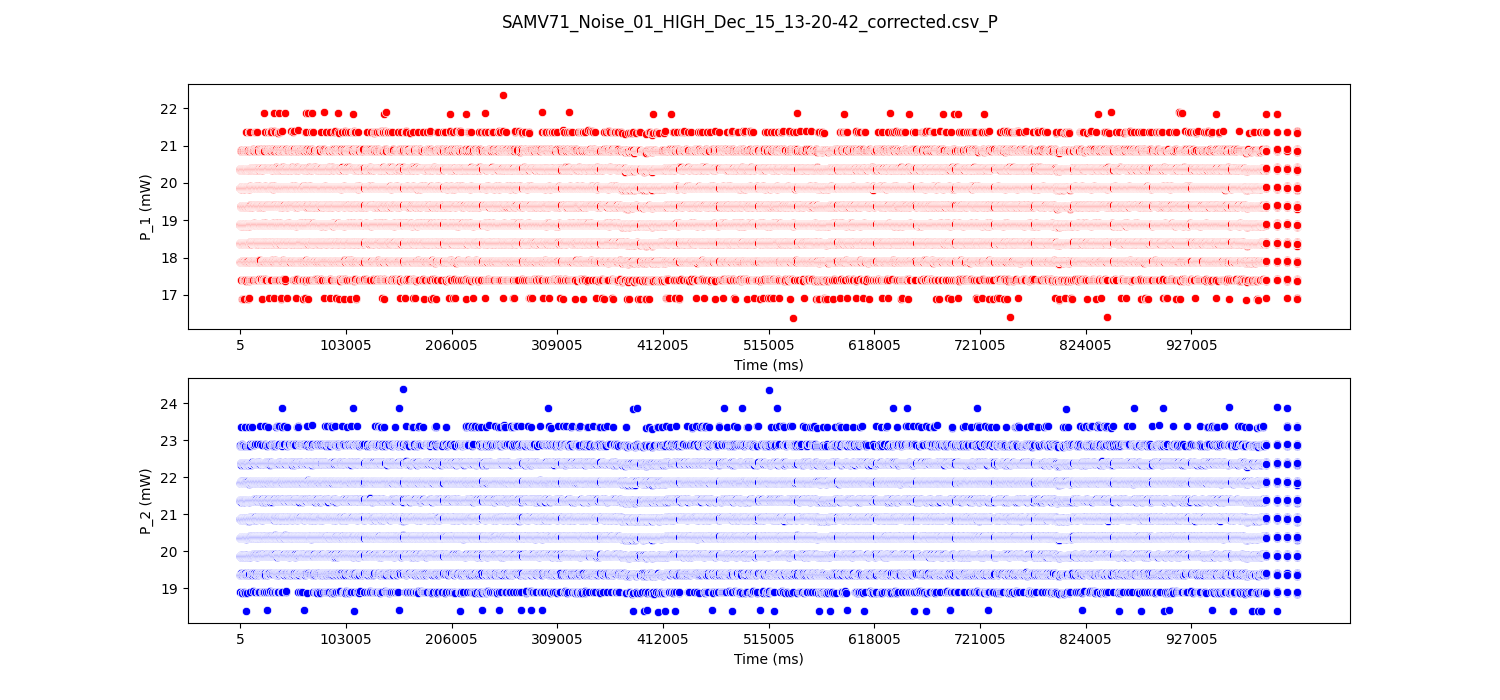 SAMV71_Noise_01_HIGH_Dec_15_13-20-42_corrected.csv_P
22
21
20
19
18
17
P_1 (mW)
5 103005 206005 309005 412005 515005 618005 721005 824005 927005
Time (ms)
24
23
22
21
20
19
P_2 (mW)
5 103005 206005 309005 412005 515005 618005 721005 824005 927005
Time (ms)